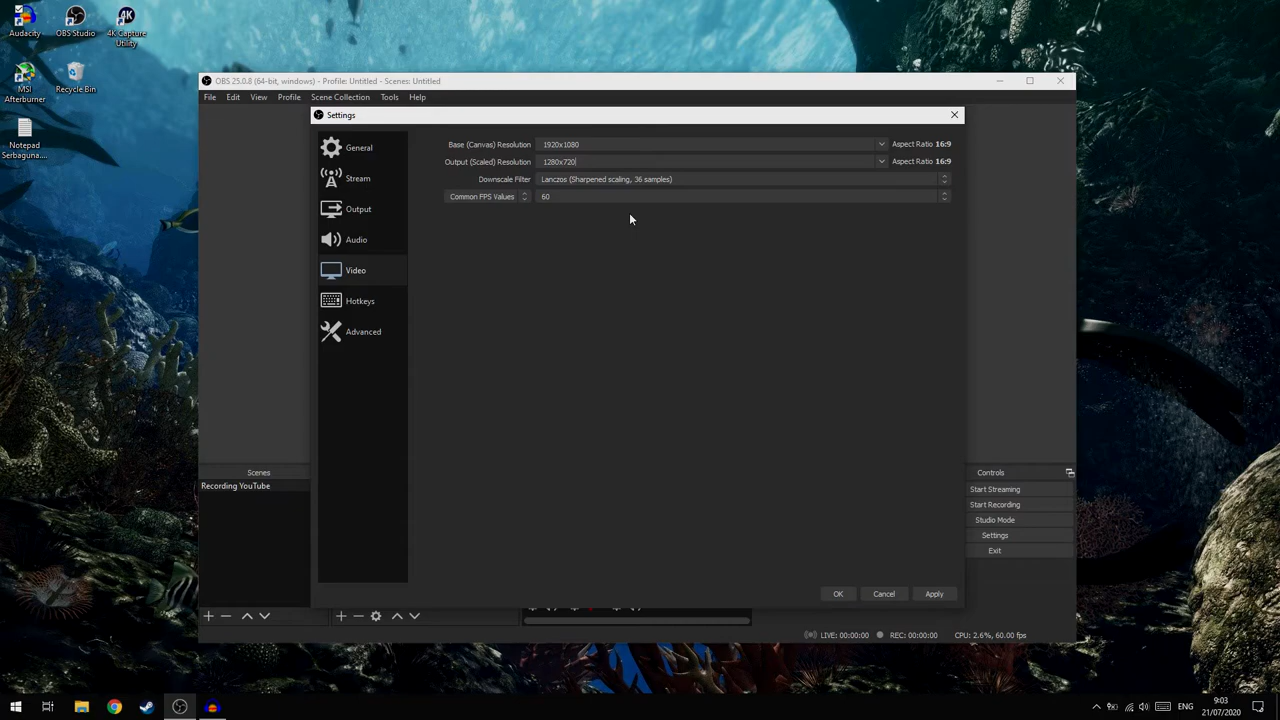 Audacity
OBS Studio
4K Capture
Utility
MSI
Afterburner
Recycle Bin
Notepad
Serbaguna....
OBS 25.0.8 (64-bit, windows) - Profile: Untitled - Scenes: Untitled
File Edit View Profile Scene Collection Tools Help
Settings
General
Stream
Output
Audio
Video
Hotkeys
Advanced
Base (Canvas) Resolution 1920x1080 Aspect Ratio 16:9
Output (Scaled) Resolution 1280x720 Aspect Ratio 16:9
Downscale Filter Lanczos (Sharpened scaling, 36 samples)
Common FPS Values 60
Scenes
Recording YouTube
Controls
Start Streaming
Start Recording
Studio Mode
Settings
Exit
OK Cancel Apply
LIVE: 00:00:00 REC: 00:00:00 CPU: 2.6%, 60.00 fps
ENG
9:03
21/07/2020